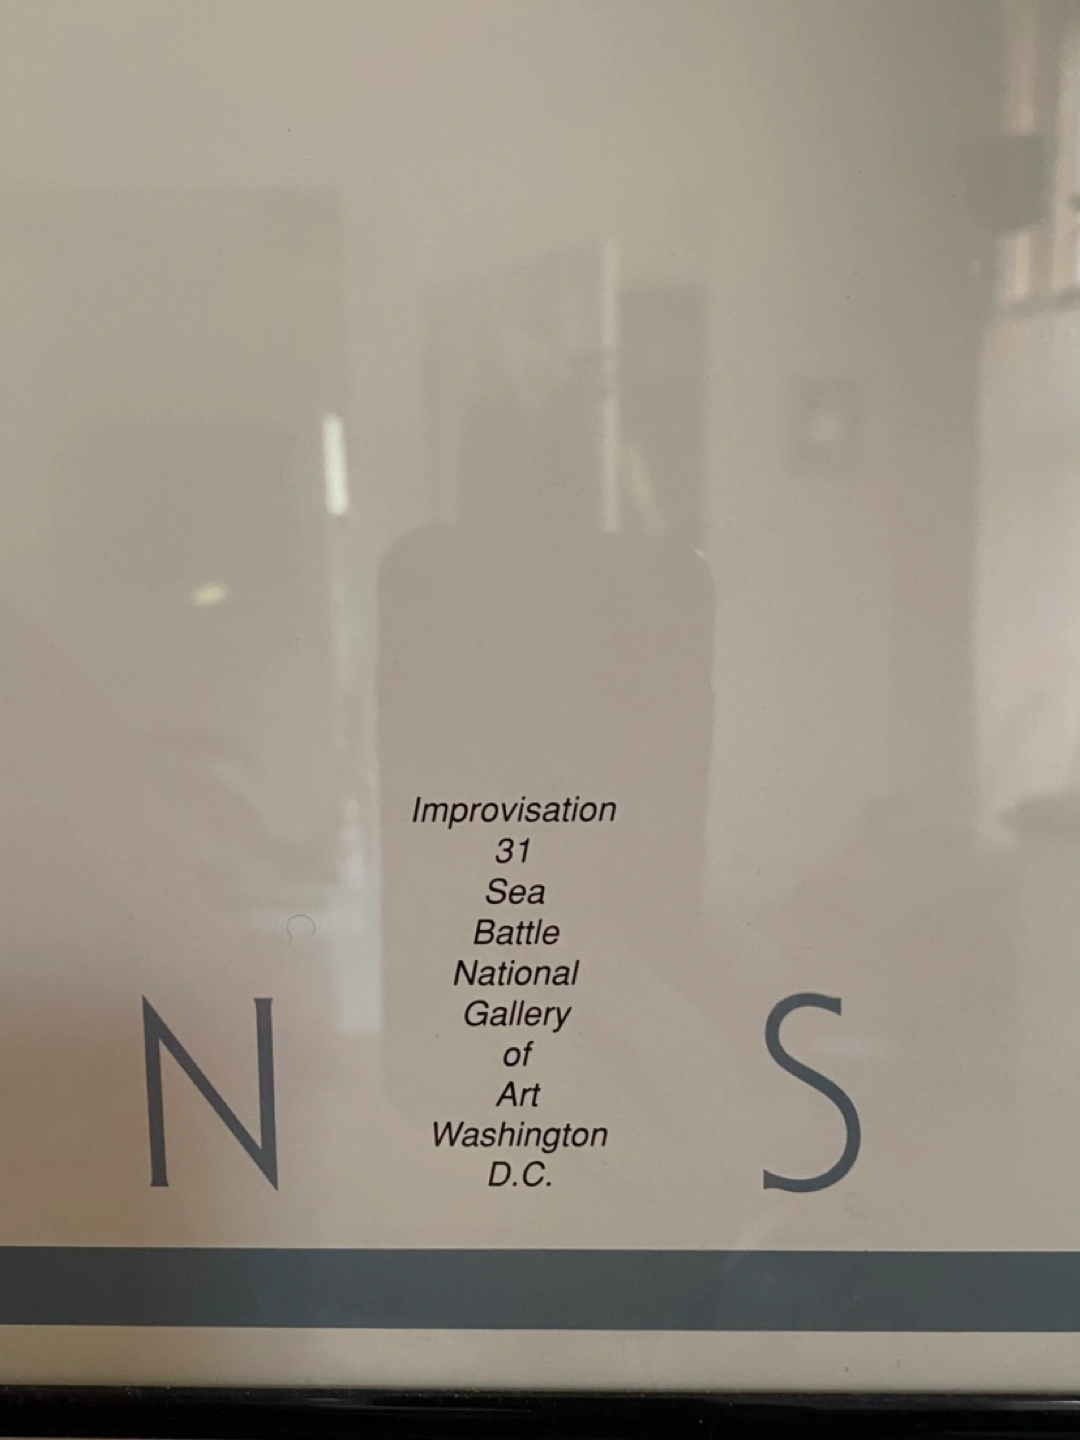 Improvisation
31
Sea
Battle
National
Gallery
of
Art
Washington
D.C.
N S